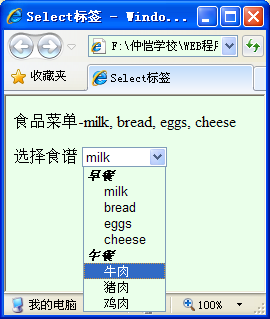 Select标签 - Windo...
F:\仲恺学校\WEB程序
收藏夹
Select标签
食品菜单-milk, bread, eggs, cheese
选择食谱 milk
早餐
milk
bread
eggs
cheese
午餐
牛肉
猪肉
鸡肉
我的电脑
100%